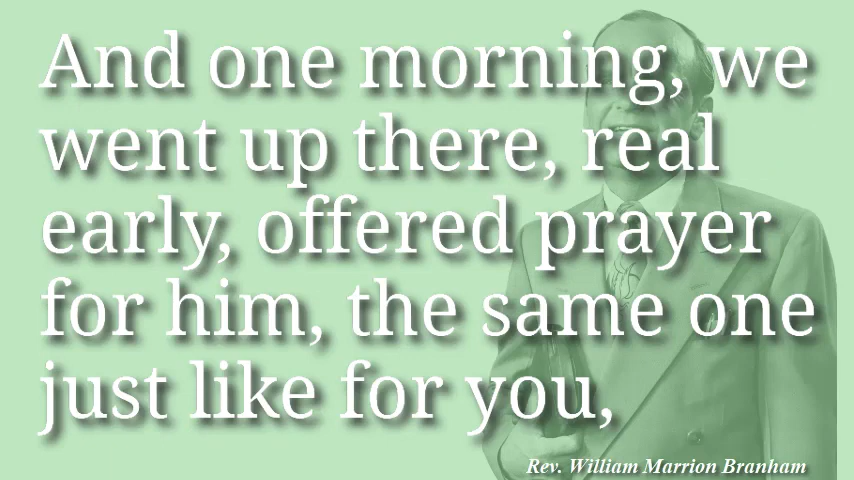 And one morning, we
went up there, real
early, offered prayer
for him, the same one
just like for you,
Rev. William Marrion Branham